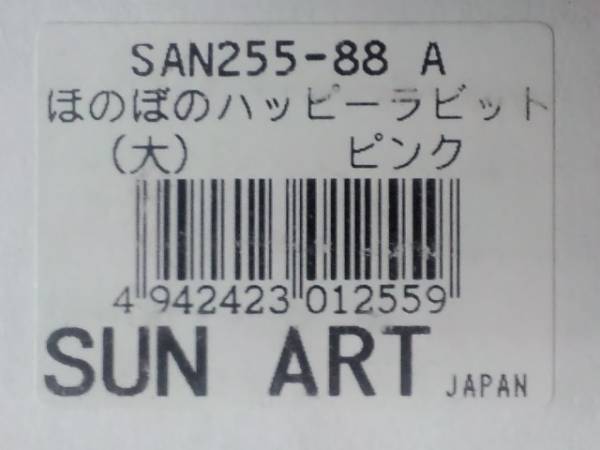 SAN255-88 A
ほのぼのハッピーラビット
(大) ピンク
4 942423 012559
SUN ART JAPAN